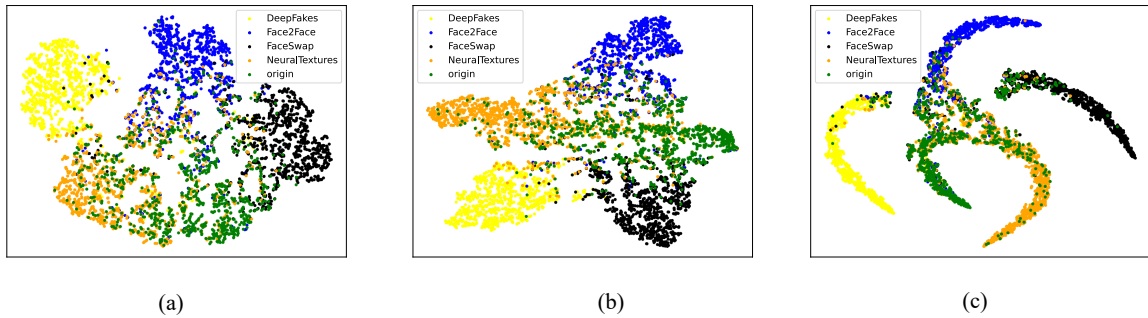 DeepFakes
Face2Face
FaceSwap
NeuralTextures
origin
DeepFakes
Face2Face
FaceSwap
NeuralTextures
origin
DeepFakes
Face2Face
FaceSwap
NeuralTextures
origin
(a)
(b)
(c)